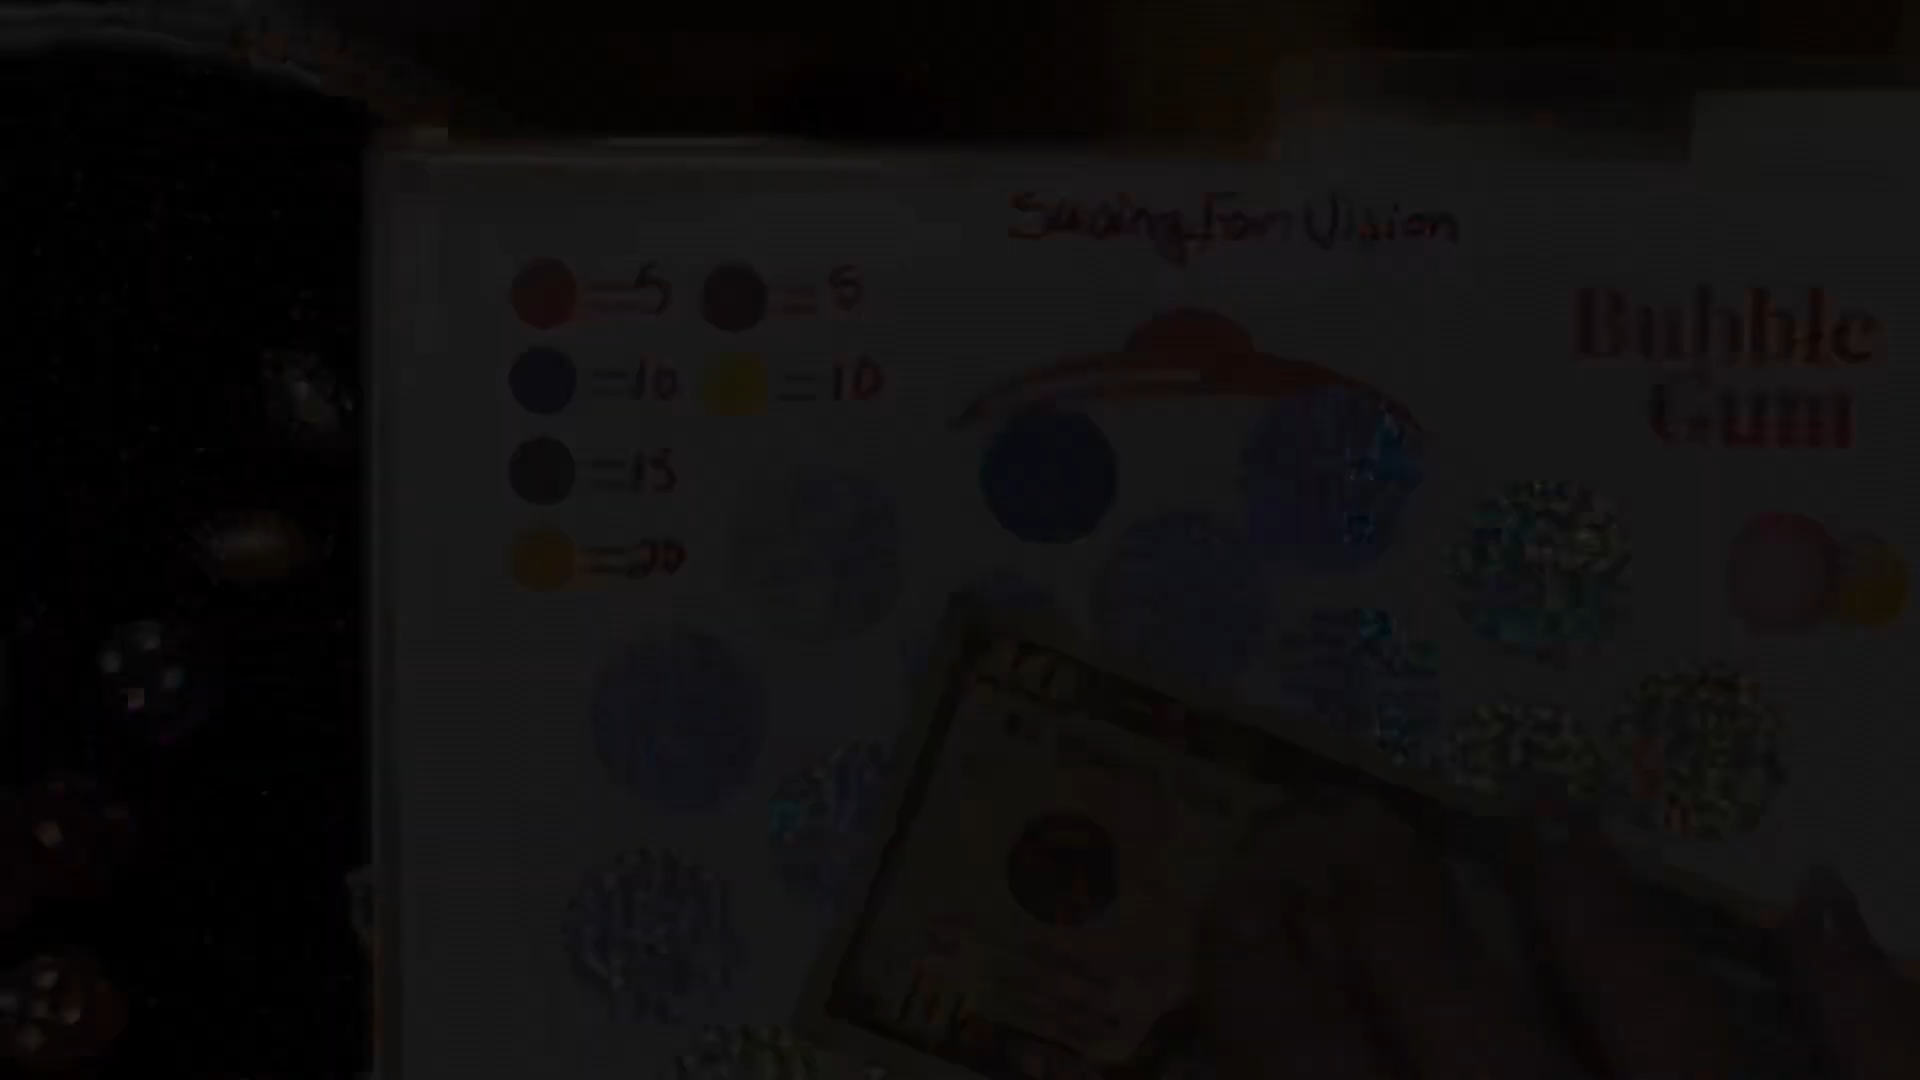 Saving For Vision
=5 =5
=10 =10
=15
=20
Bubble
Gum